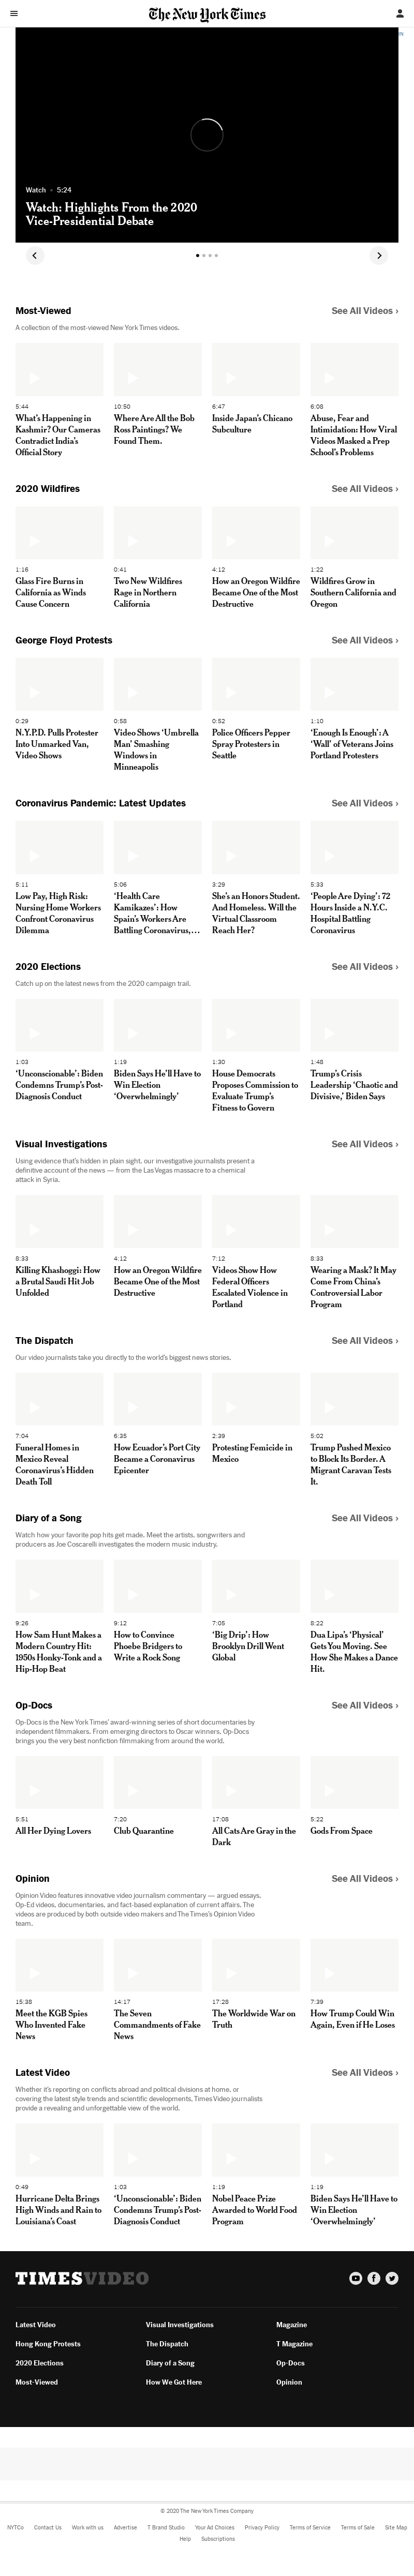 The New York Times
IN
Watch • 5:24
Watch: Highlights From the 2020
Vice-Presidential Debate
Most-Viewed
See All Videos ›
A collection of the most-viewed New York Times videos.
5:44
What's Happening in
Kashmir? Our Cameras
Contradict India's
Official Story
10:50
Where Are All the Bob
Ross Paintings? We
Found Them.
6:47
Inside Japan's Chicano
Subculture
6:08
Abuse, Fear and
Intimidation: How Viral
Videos Masked a Prep
School's Problems
2020 Wildfires
See All Videos ›
1:16
Glass Fire Burns in
California as Winds
Cause Concern
0:41
Two New Wildfires
Rage in Northern
California
4:12
How an Oregon Wildfire
Became One of the Most
Destructive
1:22
Wildfires Grow in
Southern California and
Oregon
George Floyd Protests
See All Videos ›
0:29
N.Y.P.D. Pulls Protester
Into Unmarked Van,
Video Shows
0:58
Video Shows ‘Umbrella
Man’ Smashing
Windows in
Minneapolis
0:52
Police Officers Pepper
Spray Protesters in
Seattle
1:10
‘Enough Is Enough’: A
‘Wall’ of Veterans Joins
Portland Protesters
Coronavirus Pandemic: Latest Updates
See All Videos ›
5:11
Low Pay, High Risk:
Nursing Home Workers
Confront Coronavirus
Dilemma
5:06
‘Health Care
Kamikazes’: How
Spain's Workers Are
Battling Coronavirus,…
3:29
She's an Honors Student.
And Homeless. Will the
Virtual Classroom
Reach Her?
5:33
‘People Are Dying’: 72
Hours Inside a N.Y.C.
Hospital Battling
Coronavirus
2020 Elections
See All Videos ›
Catch up on the latest news from the 2020 campaign trail.
1:03
‘Unconscionable’: Biden
Condemns Trump's Post-
Diagnosis Conduct
1:19
Biden Says He'll Have to
Win Election
‘Overwhelmingly’
1:30
House Democrats
Proposes Commission to
Evaluate Trump's
Fitness to Govern
1:48
Trump's Crisis
Leadership ‘Chaotic and
Divisive,’ Biden Says
Visual Investigations
See All Videos ›
Using evidence that's hidden in plain sight, our investigative journalists present a
definitive account of the news — from the Las Vegas massacre to a chemical
attack in Syria.
8:33
Killing Khashoggi: How
a Brutal Saudi Hit Job
Unfolded
4:12
How an Oregon Wildfire
Became One of the Most
Destructive
7:12
Videos Show How
Federal Officers
Escalated Violence in
Portland
8:33
Wearing a Mask? It May
Come From China's
Controversial Labor
Program
The Dispatch
See All Videos ›
Our video journalists take you directly to the world's biggest news stories.
7:04
Funeral Homes in
Mexico Reveal
Coronavirus's Hidden
Death Toll
6:35
How Ecuador's Port City
Became a Coronavirus
Epicenter
2:39
Protesting Femicide in
Mexico
5:02
Trump Pushed Mexico
to Block Its Border. A
Migrant Caravan Tests
It.
Diary of a Song
See All Videos ›
Watch how your favorite pop hits get made. Meet the artists, songwriters and
producers as Joe Coscarelli investigates the modern music industry.
9:26
How Sam Hunt Makes a
Modern Country Hit:
1950s Honky-Tonk and a
Hip-Hop Beat
9:12
How to Convince
Phoebe Bridgers to
Write a Rock Song
7:05
‘Big Drip’: How
Brooklyn Drill Went
Global
8:22
Dua Lipa's ‘Physical’
Gets You Moving. See
How She Makes a Dance
Hit.
Op-Docs
See All Videos ›
Op-Docs is the New York Times' award-winning series of short documentaries by
independent filmmakers. From emerging directors to Oscar winners, Op-Docs
brings you the very best nonfiction filmmaking from around the world.
5:51
All Her Dying Lovers
7:20
Club Quarantine
17:08
All Cats Are Gray in the
Dark
5:22
Gods From Space
Opinion
See All Videos ›
Opinion Video features innovative video journalism commentary — argued essays,
Op-Ed videos, documentaries, and fact-based explanation of current affairs. The
videos are produced by both outside video makers and The Times's Opinion Video
team.
15:38
Meet the KGB Spies
Who Invented Fake
News
14:17
The Seven
Commandments of Fake
News
17:28
The Worldwide War on
Truth
7:39
How Trump Could Win
Again, Even if He Loses
Latest Video
See All Videos ›
Whether it's reporting on conflicts abroad and political divisions at home, or
covering the latest style trends and scientific developments, Times Video journalists
provide a revealing and unforgettable view of the world.
0:49
Hurricane Delta Brings
High Winds and Rain to
Louisiana's Coast
1:03
‘Unconscionable’: Biden
Condemns Trump's Post-
Diagnosis Conduct
1:19
Nobel Peace Prize
Awarded to World Food
Program
1:19
Biden Says He'll Have to
Win Election
‘Overwhelmingly’
TIMESVIDEO
Latest Video
Visual Investigations
Magazine
Hong Kong Protests
The Dispatch
T Magazine
2020 Elections
Diary of a Song
Op-Docs
Most-Viewed
How We Got Here
Opinion
© 2020 The New York Times Company
NYTCo Contact Us Work with us Advertise T Brand Studio Your Ad Choices Privacy Policy Terms of Service Terms of Sale Site Map
Help Subscriptions